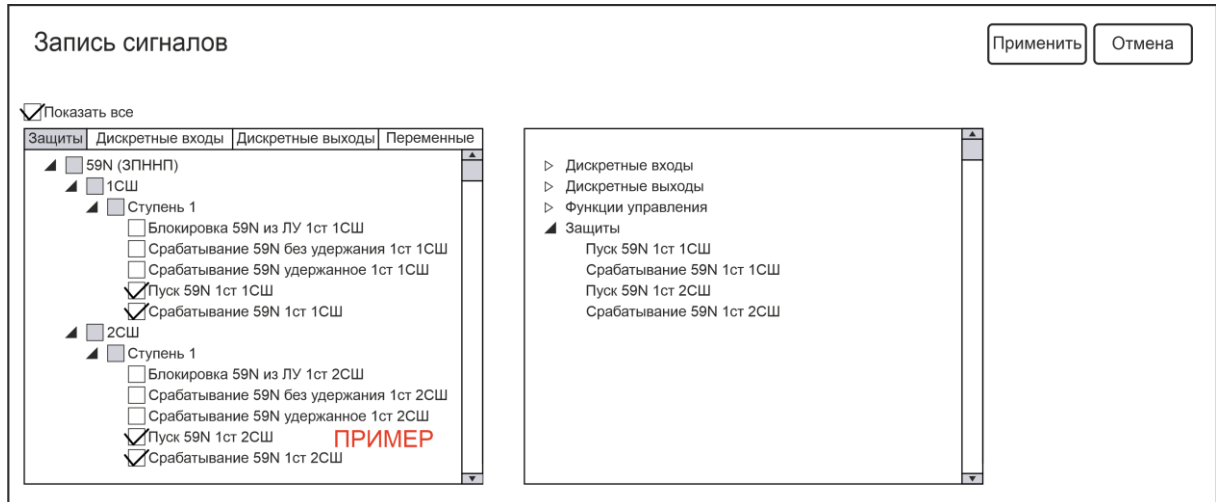 Запись сигналов
Применить
Отмена
Показать все
Защиты Дискретные входы Дискретные выходы Переменные
59N (ЗПННП)
1СШ
Ступень 1
Блокировка 59N из ЛУ 1ст 1СШ
Срабатывание 59N без удержания 1ст 1СШ
Срабатывание 59N удержанное 1ст 1СШ
Пуск 59N 1ст 1СШ
Срабатывание 59N 1ст 1СШ
2СШ
Ступень 1
Блокировка 59N из ЛУ 1ст 2СШ
Срабатывание 59N без удержания 1ст 2СШ
Срабатывание 59N удержанное 1ст 2СШ
Пуск 59N 1ст 2СШ
ПРИМЕР
Срабатывание 59N 1ст 2СШ
Дискретные входы
Дискретные выходы
Функции управления
Защиты
Пуск 59N 1ст 1СШ
Срабатывание 59N 1ст 1СШ
Пуск 59N 1ст 2СШ
Срабатывание 59N 1ст 2СШ